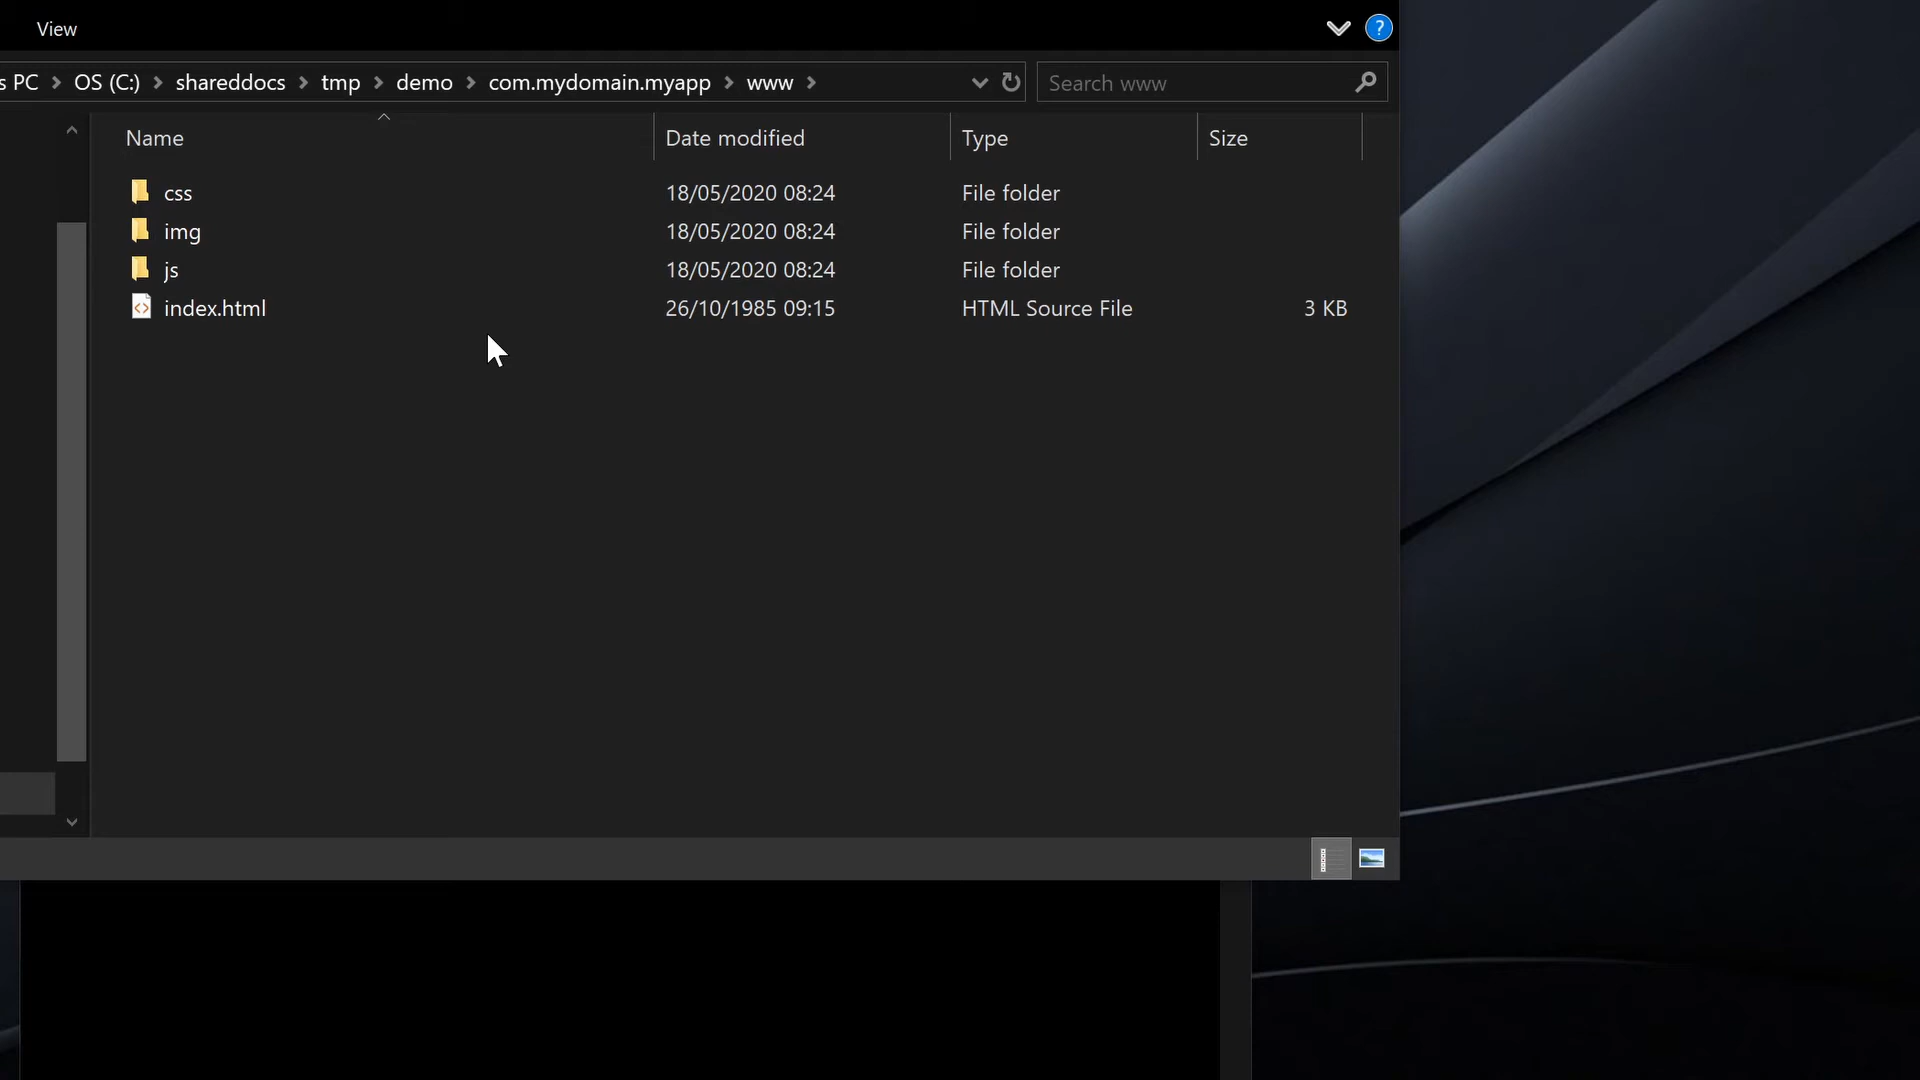 View
?
s PC > OS (C:) > shareddocs > tmp > demo > com.mydomain.myapp > www >
Search www
Name Date modified Type Size
css 18/05/2020 08:24 File folder
img 18/05/2020 08:24 File folder
js 18/05/2020 08:24 File folder
index.html 26/10/1985 09:15 HTML Source File 3 KB